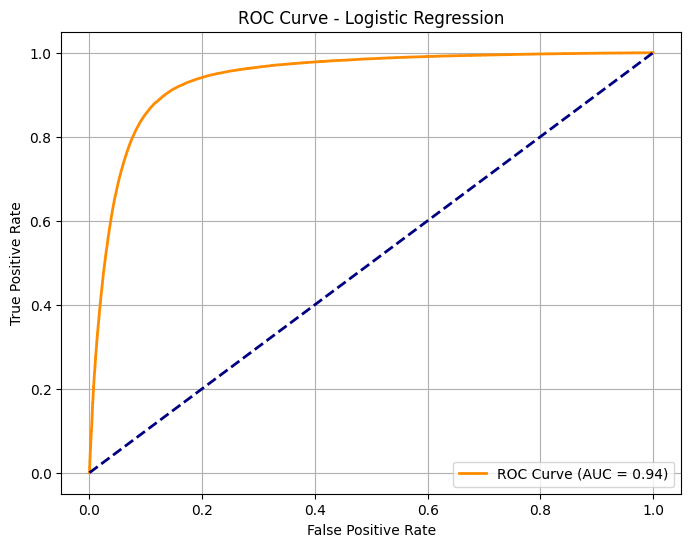 ROC Curve - Logistic Regression
True Positive Rate
1.0
0.8
0.6
0.4
0.2
0.0
ROC Curve (AUC = 0.94)
0.0 0.2 0.4 0.6 0.8 1.0
False Positive Rate